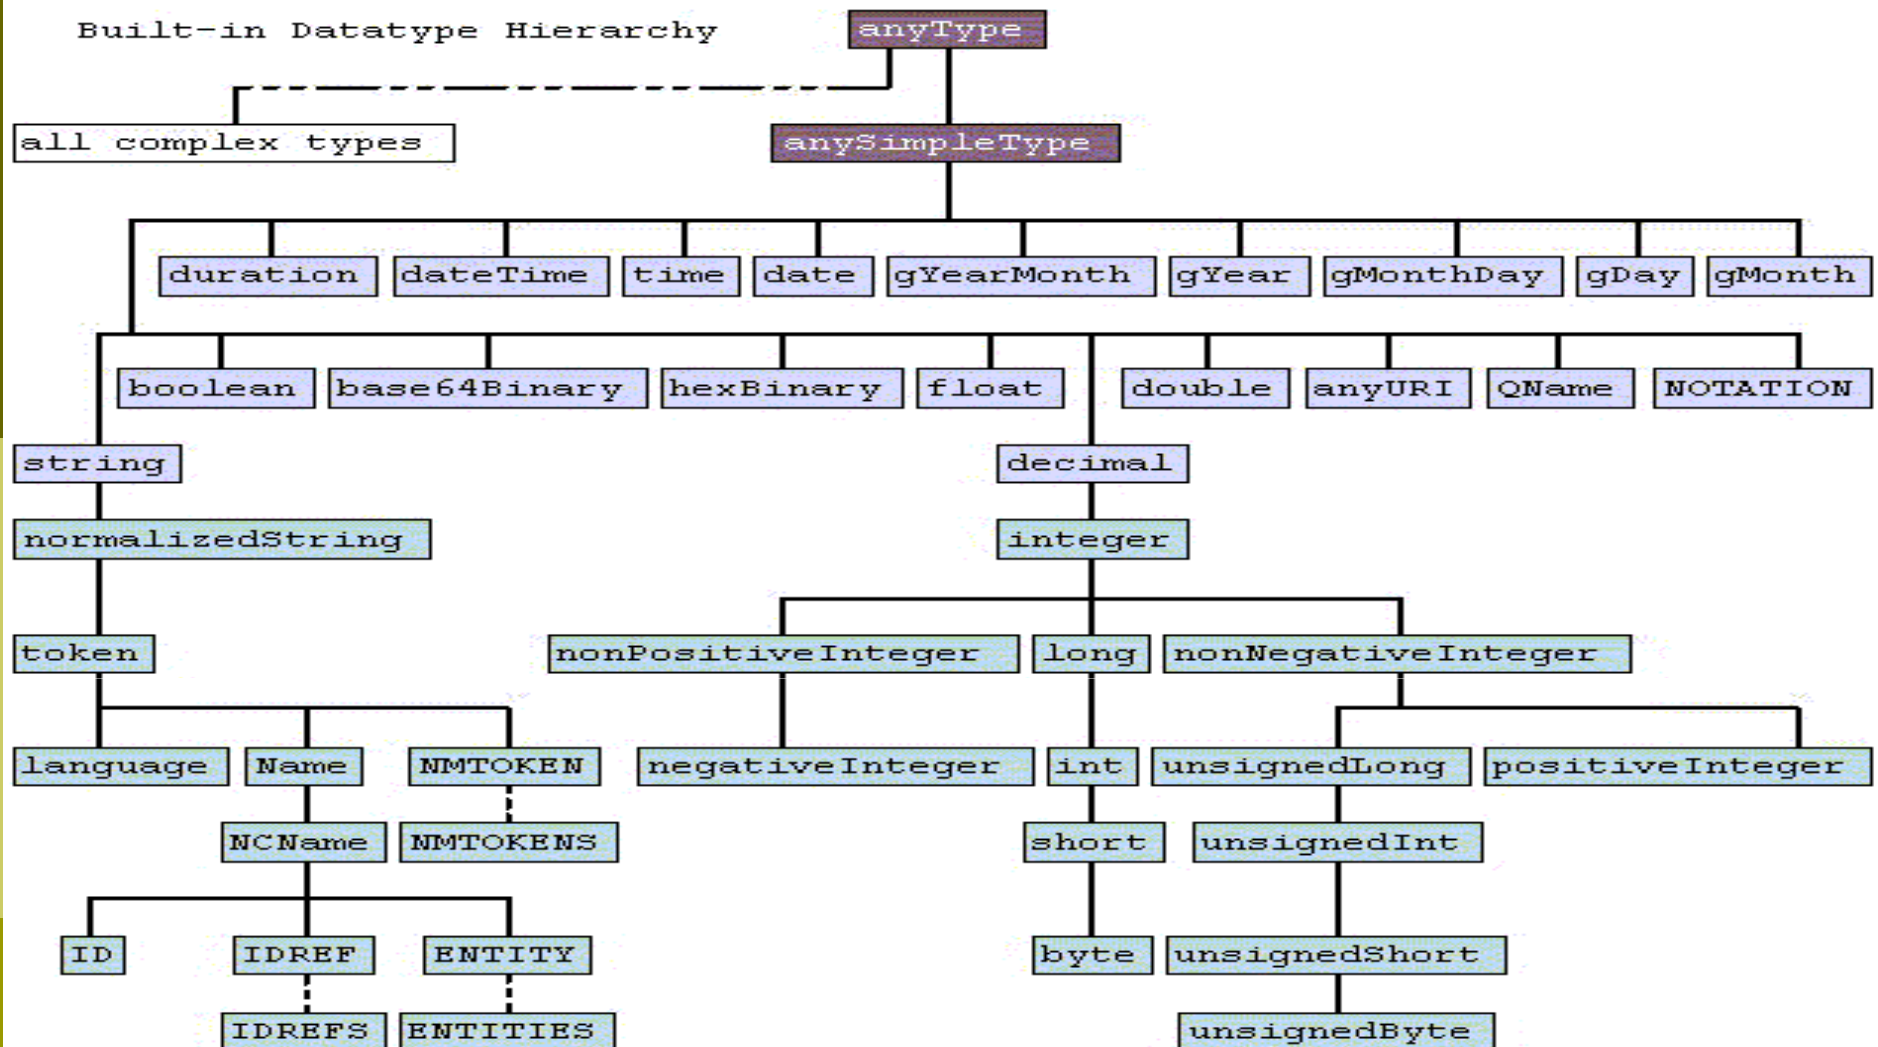 Built-in Datatype Hierarchy
anyType
all complex types
anySimpleType
duration dateTime time date gYearMonth gYear gMonthDay gDay gMonth
boolean base64Binary hexBinary float double anyURI QName NOTATION
string decimal
normalizedString integer
token nonPositiveInteger long nonNegativeInteger
language Name NMTOKEN negativeInteger int unsignedLong positiveInteger
NCName NMTOKENS short unsignedInt
ID IDREF ENTITY byte unsignedShort
IDREFS ENTITIES unsignedByte